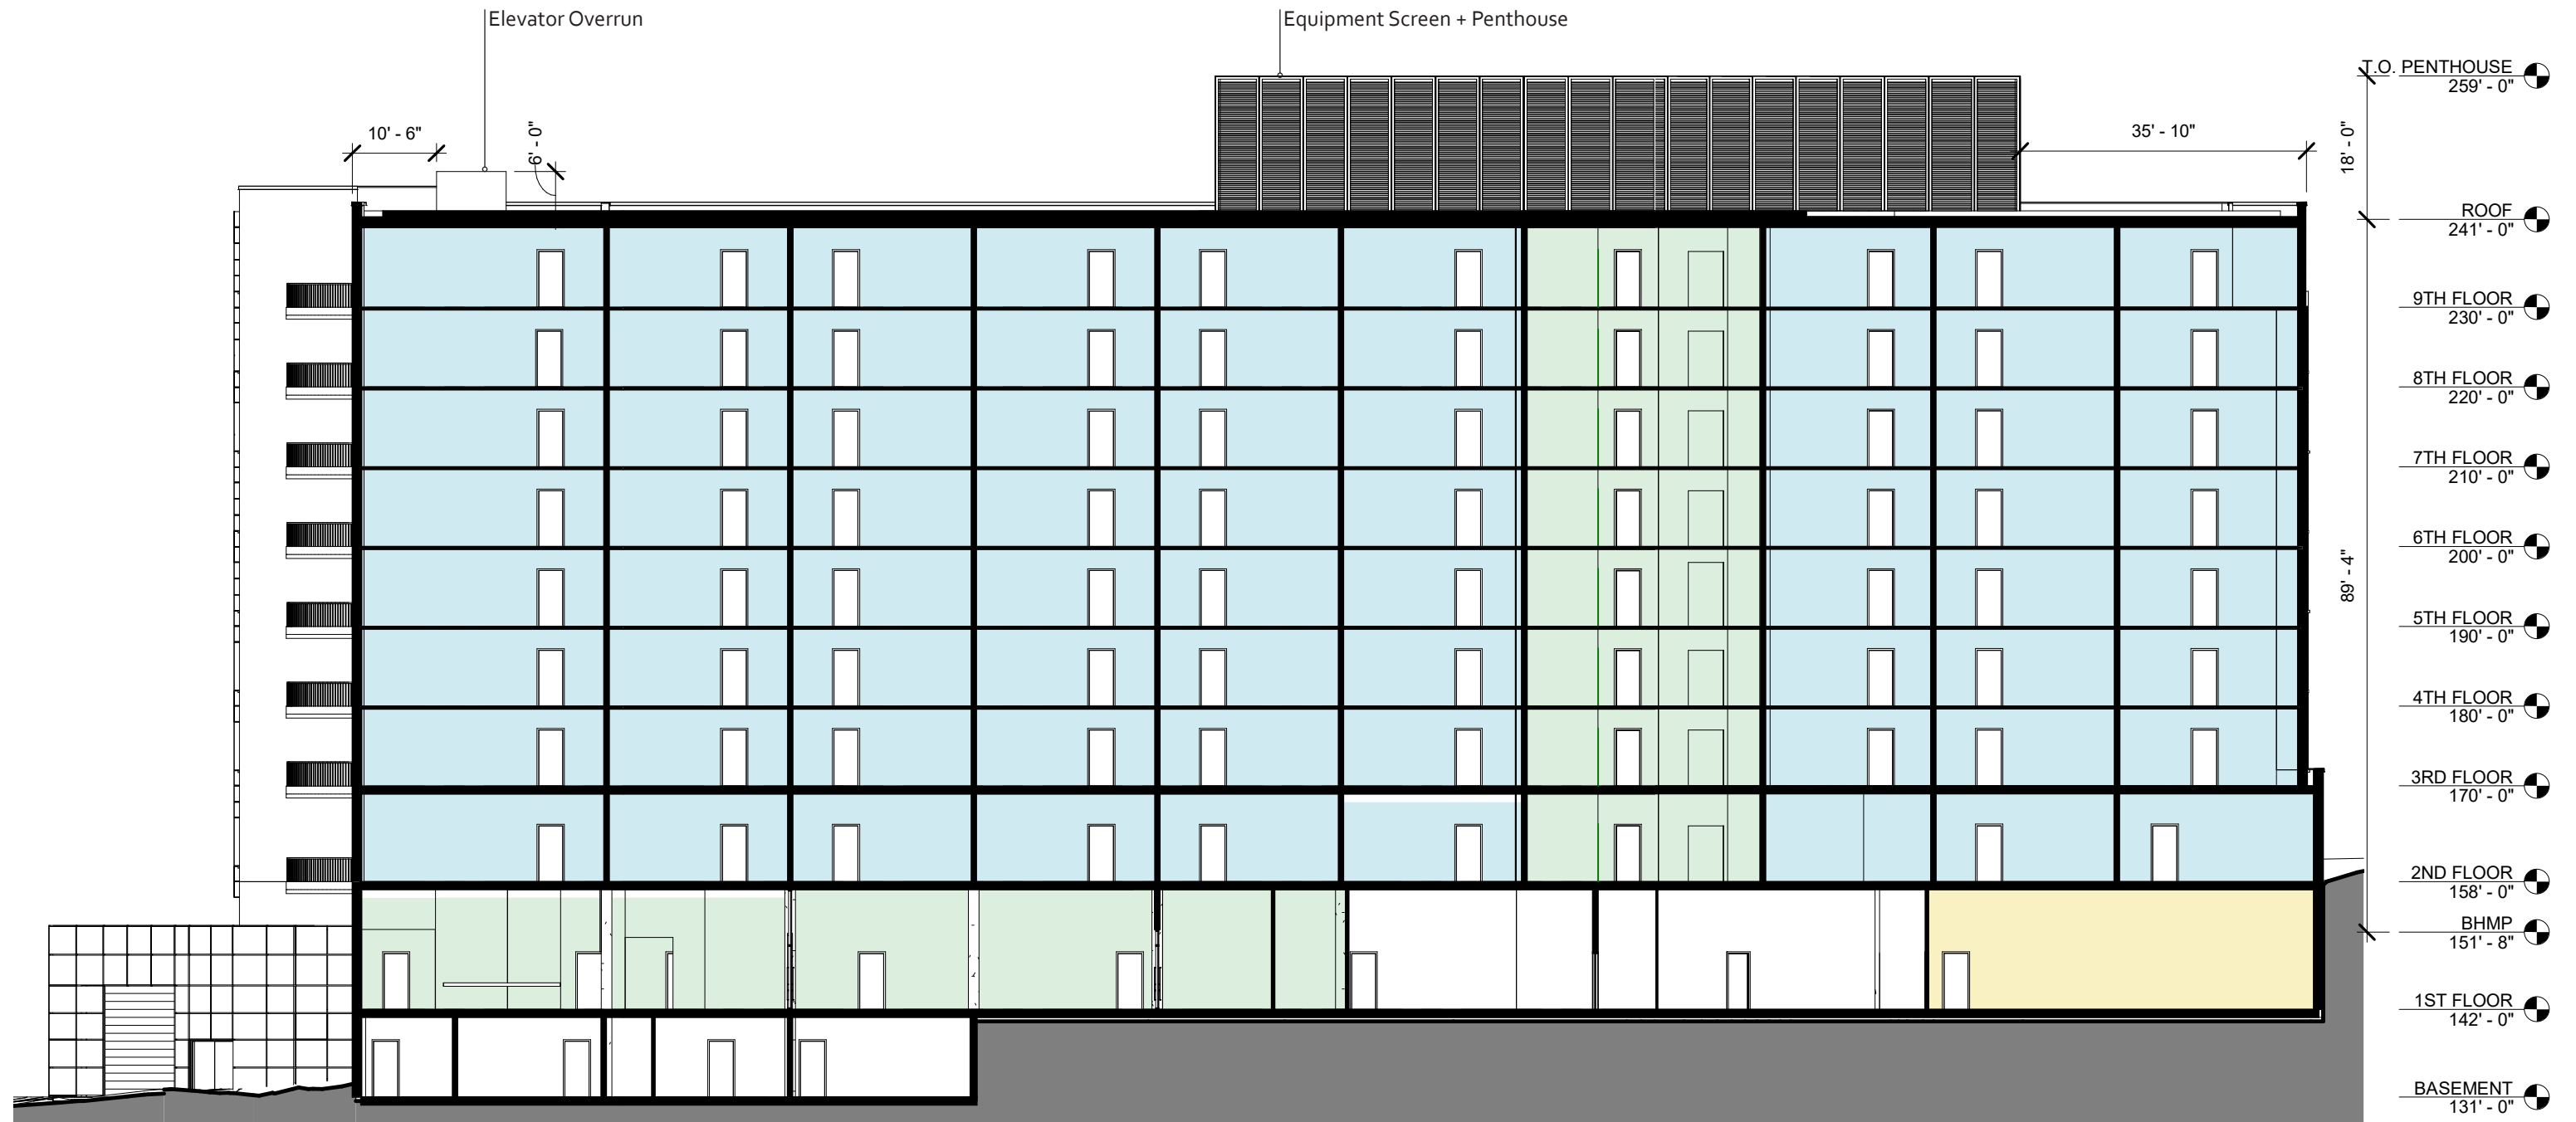 Elevator Overrun
Equipment Screen + Penthouse
T.O. PENTHOUSE
259' - 0"
10' - 6"
6' - 0"
35' - 10"
18' - 0"
ROOF
241' - 0"
9TH FLOOR
230' - 0"
8TH FLOOR
220' - 0"
7TH FLOOR
210' - 0"
6TH FLOOR
200' - 0"
89' - 4"
5TH FLOOR
190' - 0"
4TH FLOOR
180' - 0"
3RD FLOOR
170' - 0"
2ND FLOOR
158' - 0"
BHMP
151' - 8"
1ST FLOOR
142' - 0"
BASEMENT
131' - 0"